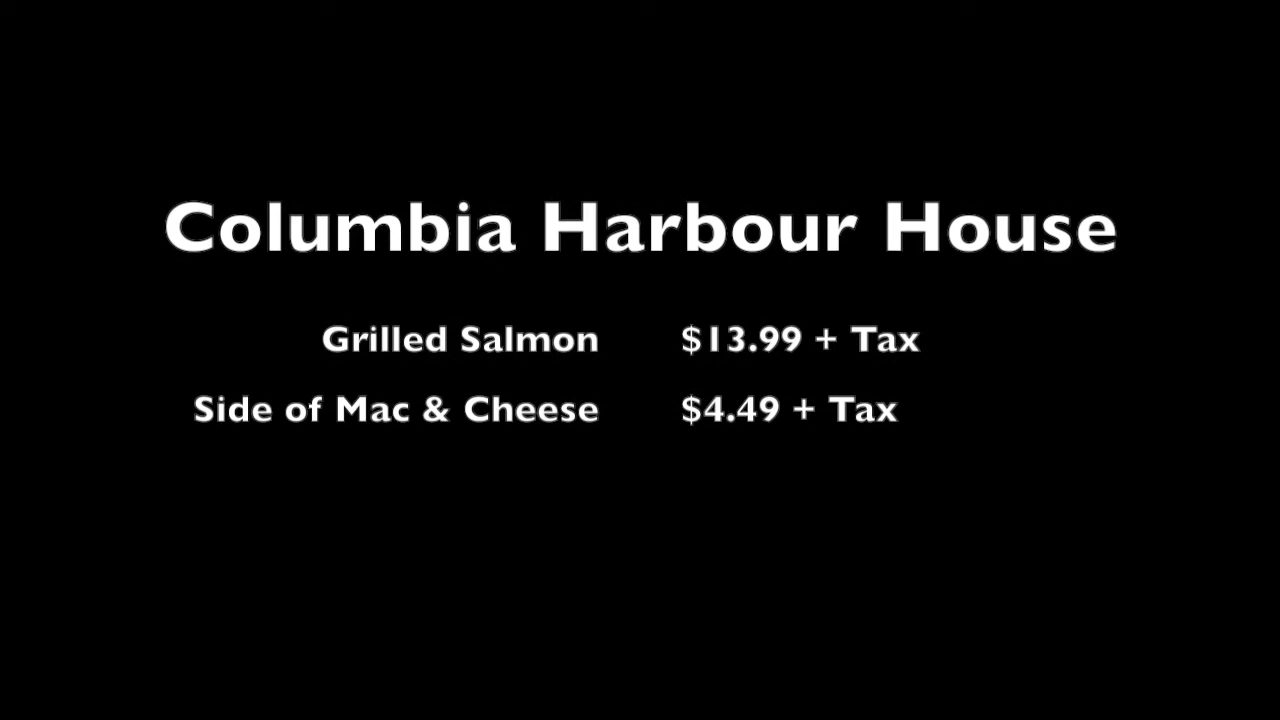 Columbia Harbour House
Grilled Salmon $13.99 + Tax
Side of Mac & Cheese $4.49 + Tax